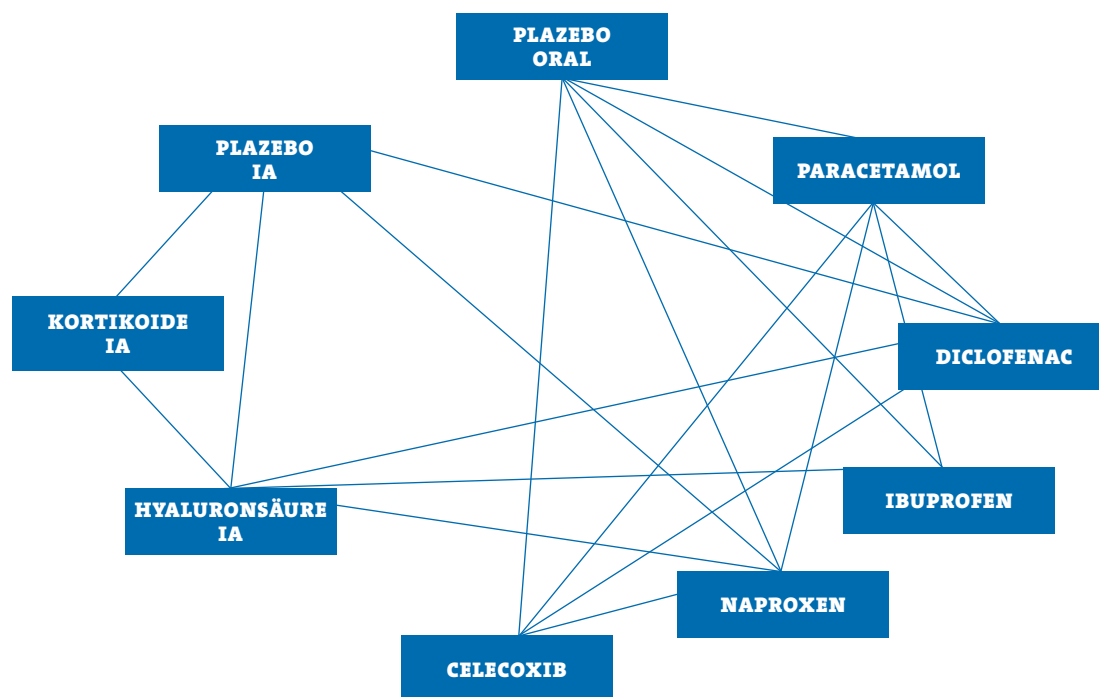 PLAZEBO
ORAL
PLAZEBO
IA
PARACETAMOL
KORTIKOIDE
IA
DICLOFENAC
HYALURONSÄURE
IA
IBUPROFEN
NAPROXEN
CELECOXIB